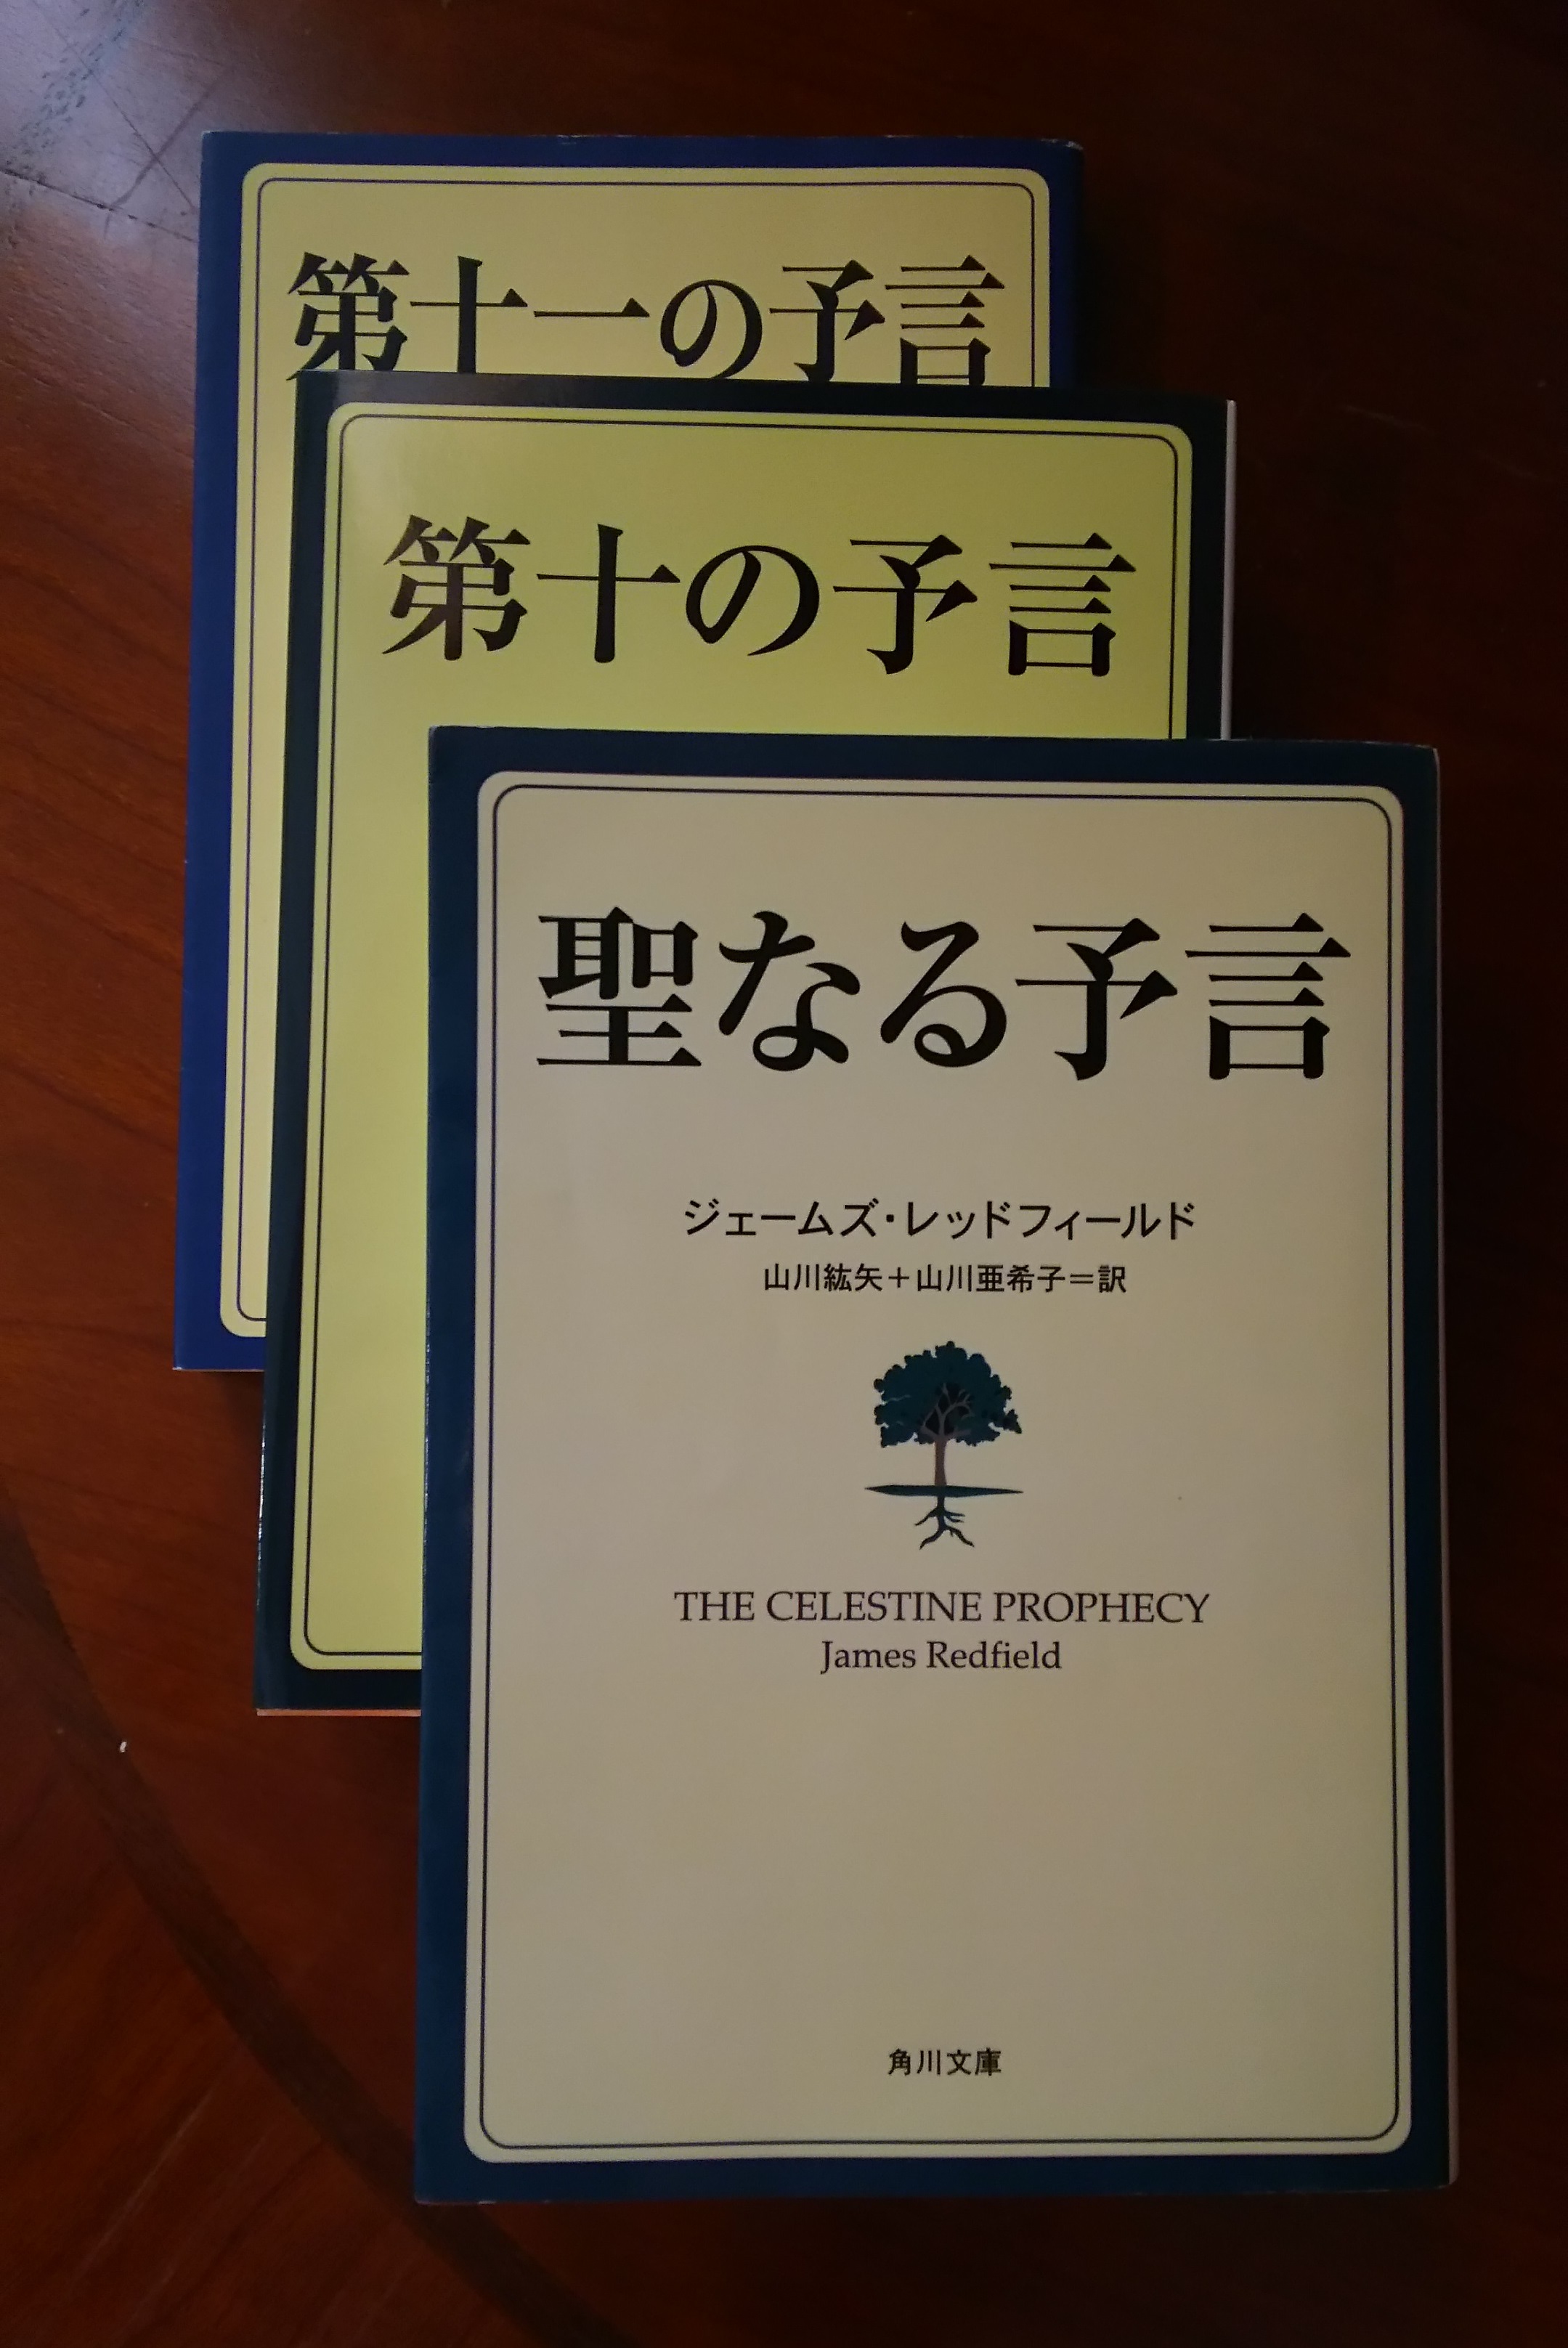 第十一の予言
第十の予言
聖なる予言
ジェームズ・レッドフィールド
山川紘矢+山川亜希子=訳
THE CELESTINE PROPHECY
James Redfield
角川文庫